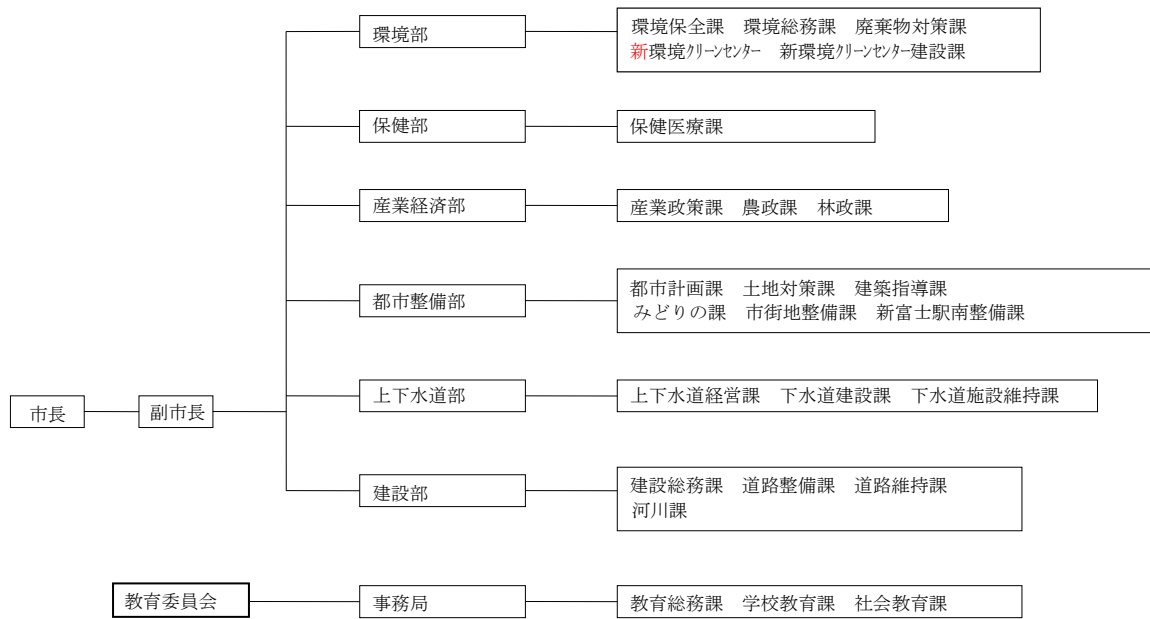 環境部
環境保全課 環境総務課 廃棄物対策課
新環境ｸﾘｰﾝｾﾝﾀｰ 新環境ｸﾘｰﾝｾﾝﾀｰ建設課
保健部
保健医療課
産業経済部
産業政策課 農政課 林政課
都市整備部
都市計画課 土地対策課 建築指導課
みどりの課 市街地整備課 新富士駅南整備課
市長
副市長
上下水道部
上下水道経営課 下水道建設課 下水道施設維持課
建設部
建設総務課 道路整備課 道路維持課
河川課
教育委員会
事務局
教育総務課 学校教育課 社会教育課